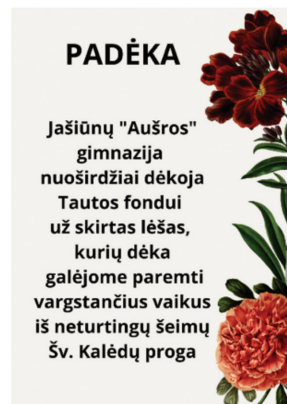 PADĖKA
Jašiūnų "Aušros"
gimnazija
nuoširdžiai dėkoja
Tautos fondui
už skirtas lėšas,
kurių dėka
galėjome paremti
vargstančius vaikus
iš neturtingų šeimų
Šv. Kalėdų proga